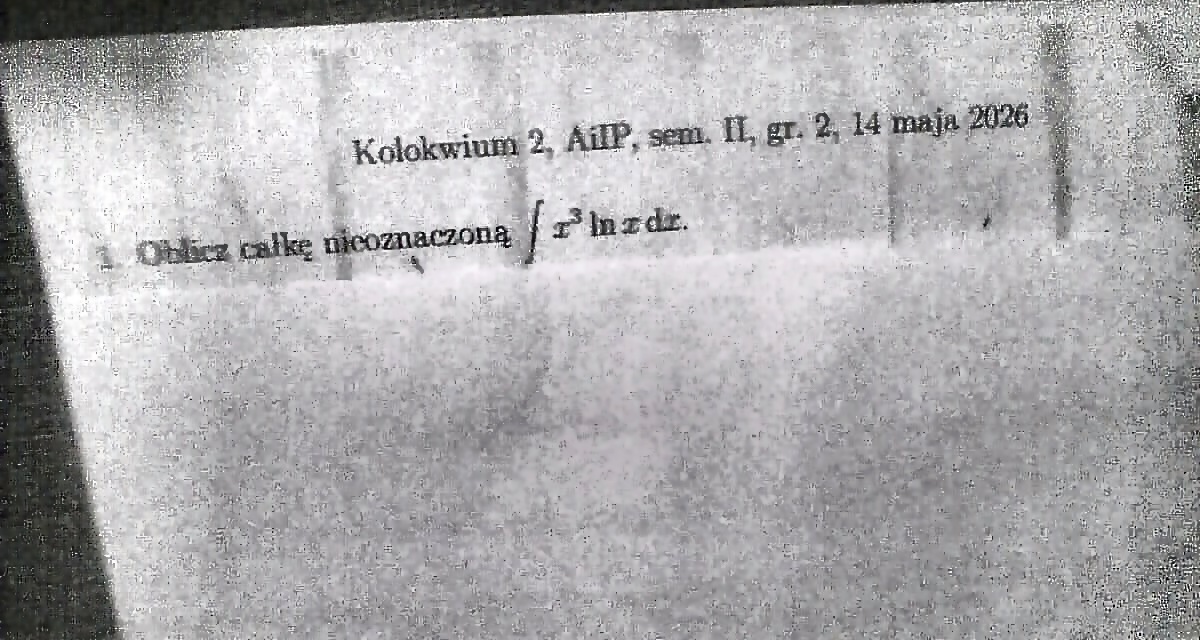 Kolokwium 2, AiIP, sem. II, gr. 2, 14 maja 2026
1. Oblicz całkę nieoznaczoną ∫ x³ ln x dx.